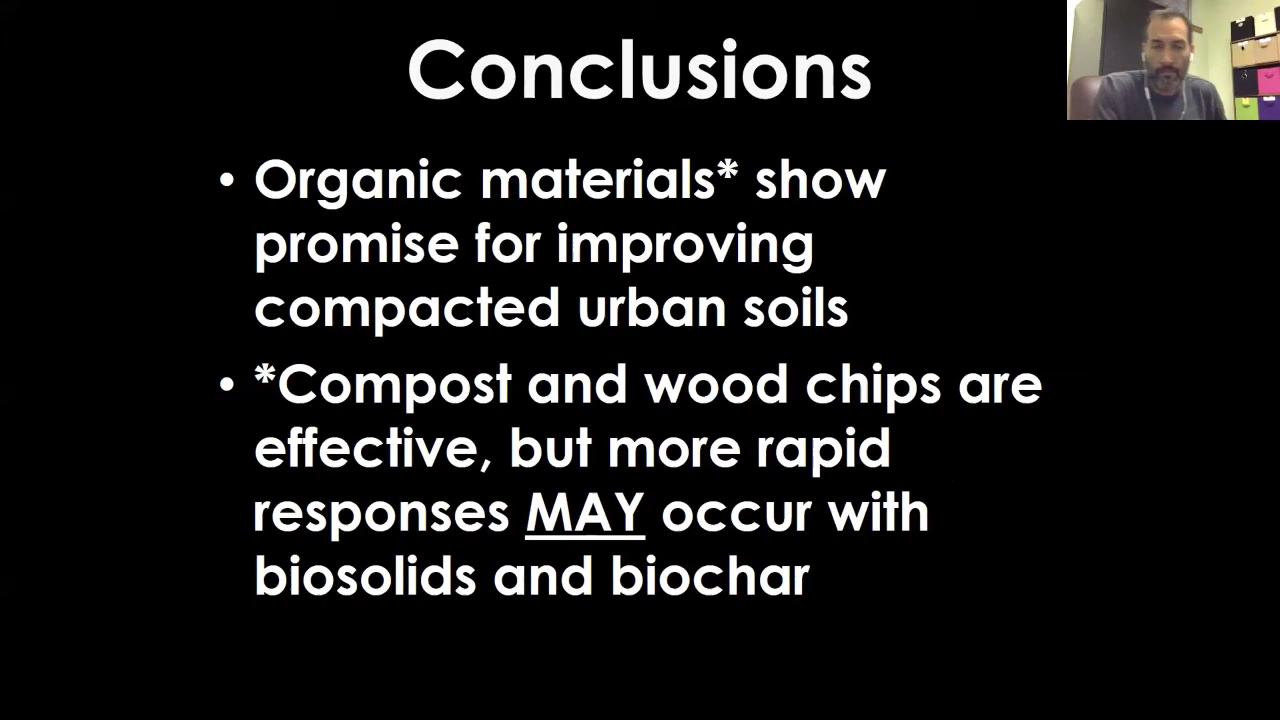 Conclusions
• Organic materials* show
promise for improving
compacted urban soils
• *Compost and wood chips are
effective, but more rapid
responses MAY occur with
biosolids and biochar